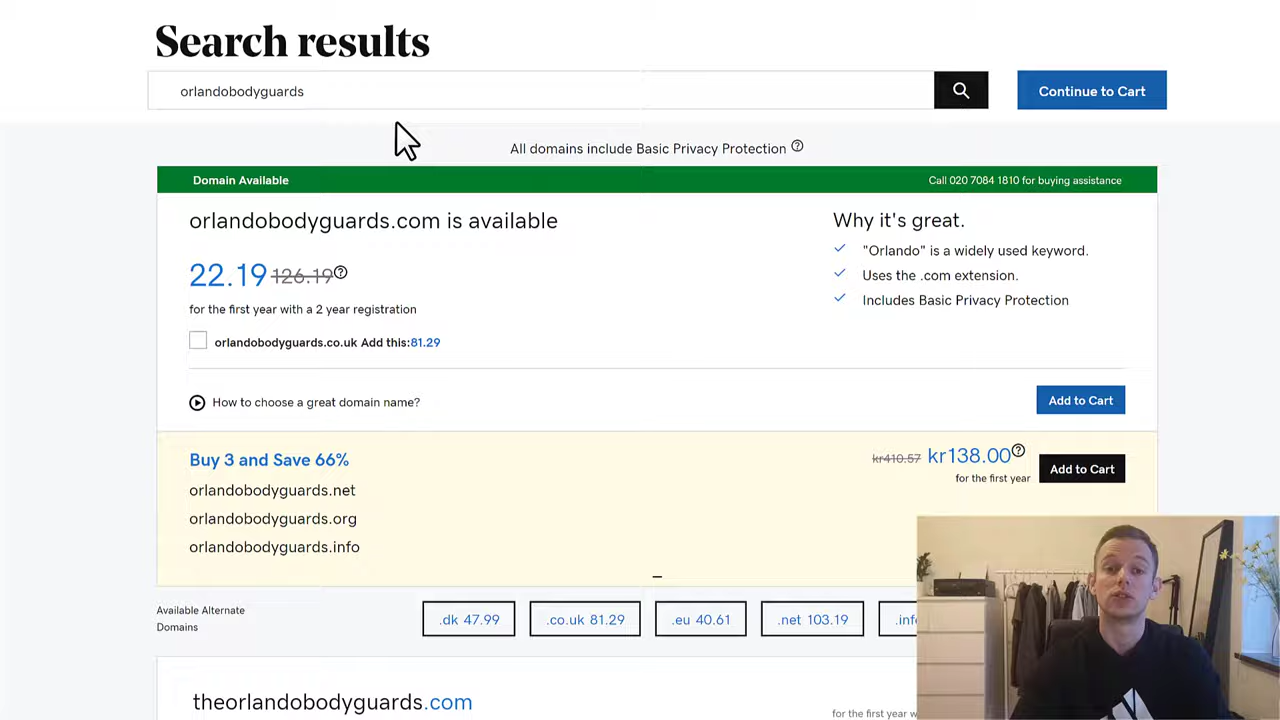 Search results
orlandobodyguards
Continue to Cart
All domains include Basic Privacy Protection ?
Domain Available
Call 020 7084 1810 for buying assistance
orlandobodyguards.com is available
22.19 126.19 ?
for the first year with a 2 year registration
orlandobodyguards.co.uk Add this:81.29
Why it's great.
"Orlando" is a widely used keyword.
Uses the .com extension.
Includes Basic Privacy Protection
How to choose a great domain name?
Add to Cart
Buy 3 and Save 66%
orlandobodyguards.net
orlandobodyguards.org
orlandobodyguards.info
kr410.57 kr138.00 ?
for the first year
Add to Cart
Available Alternate
Domains
.dk 47.99
.co.uk 81.29
.eu 40.61
.net 103.19
.info
theorlandobodyguards.com
for the first year